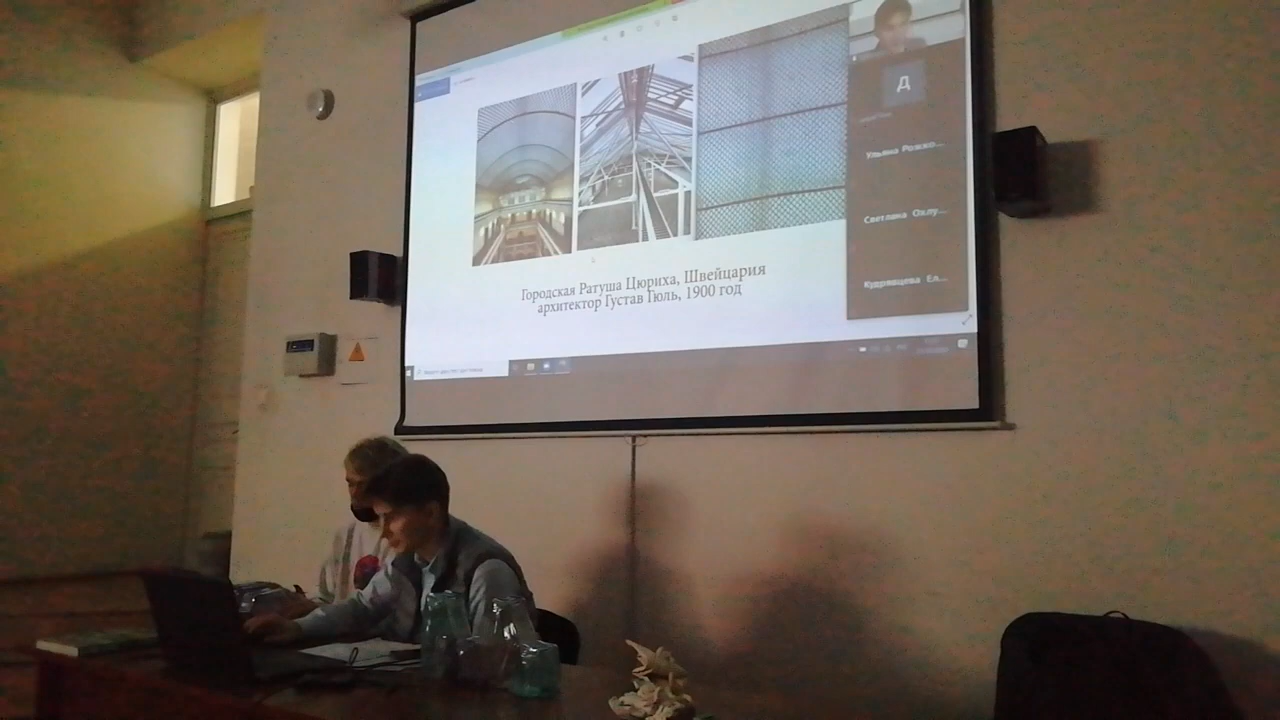 Д
Ульяна Рожко...
Светлана Охлу...
Кудрявцева Ел...
Городская Ратуша Цюриха, Швейцария
архитектор Густав Гюль, 1900 год